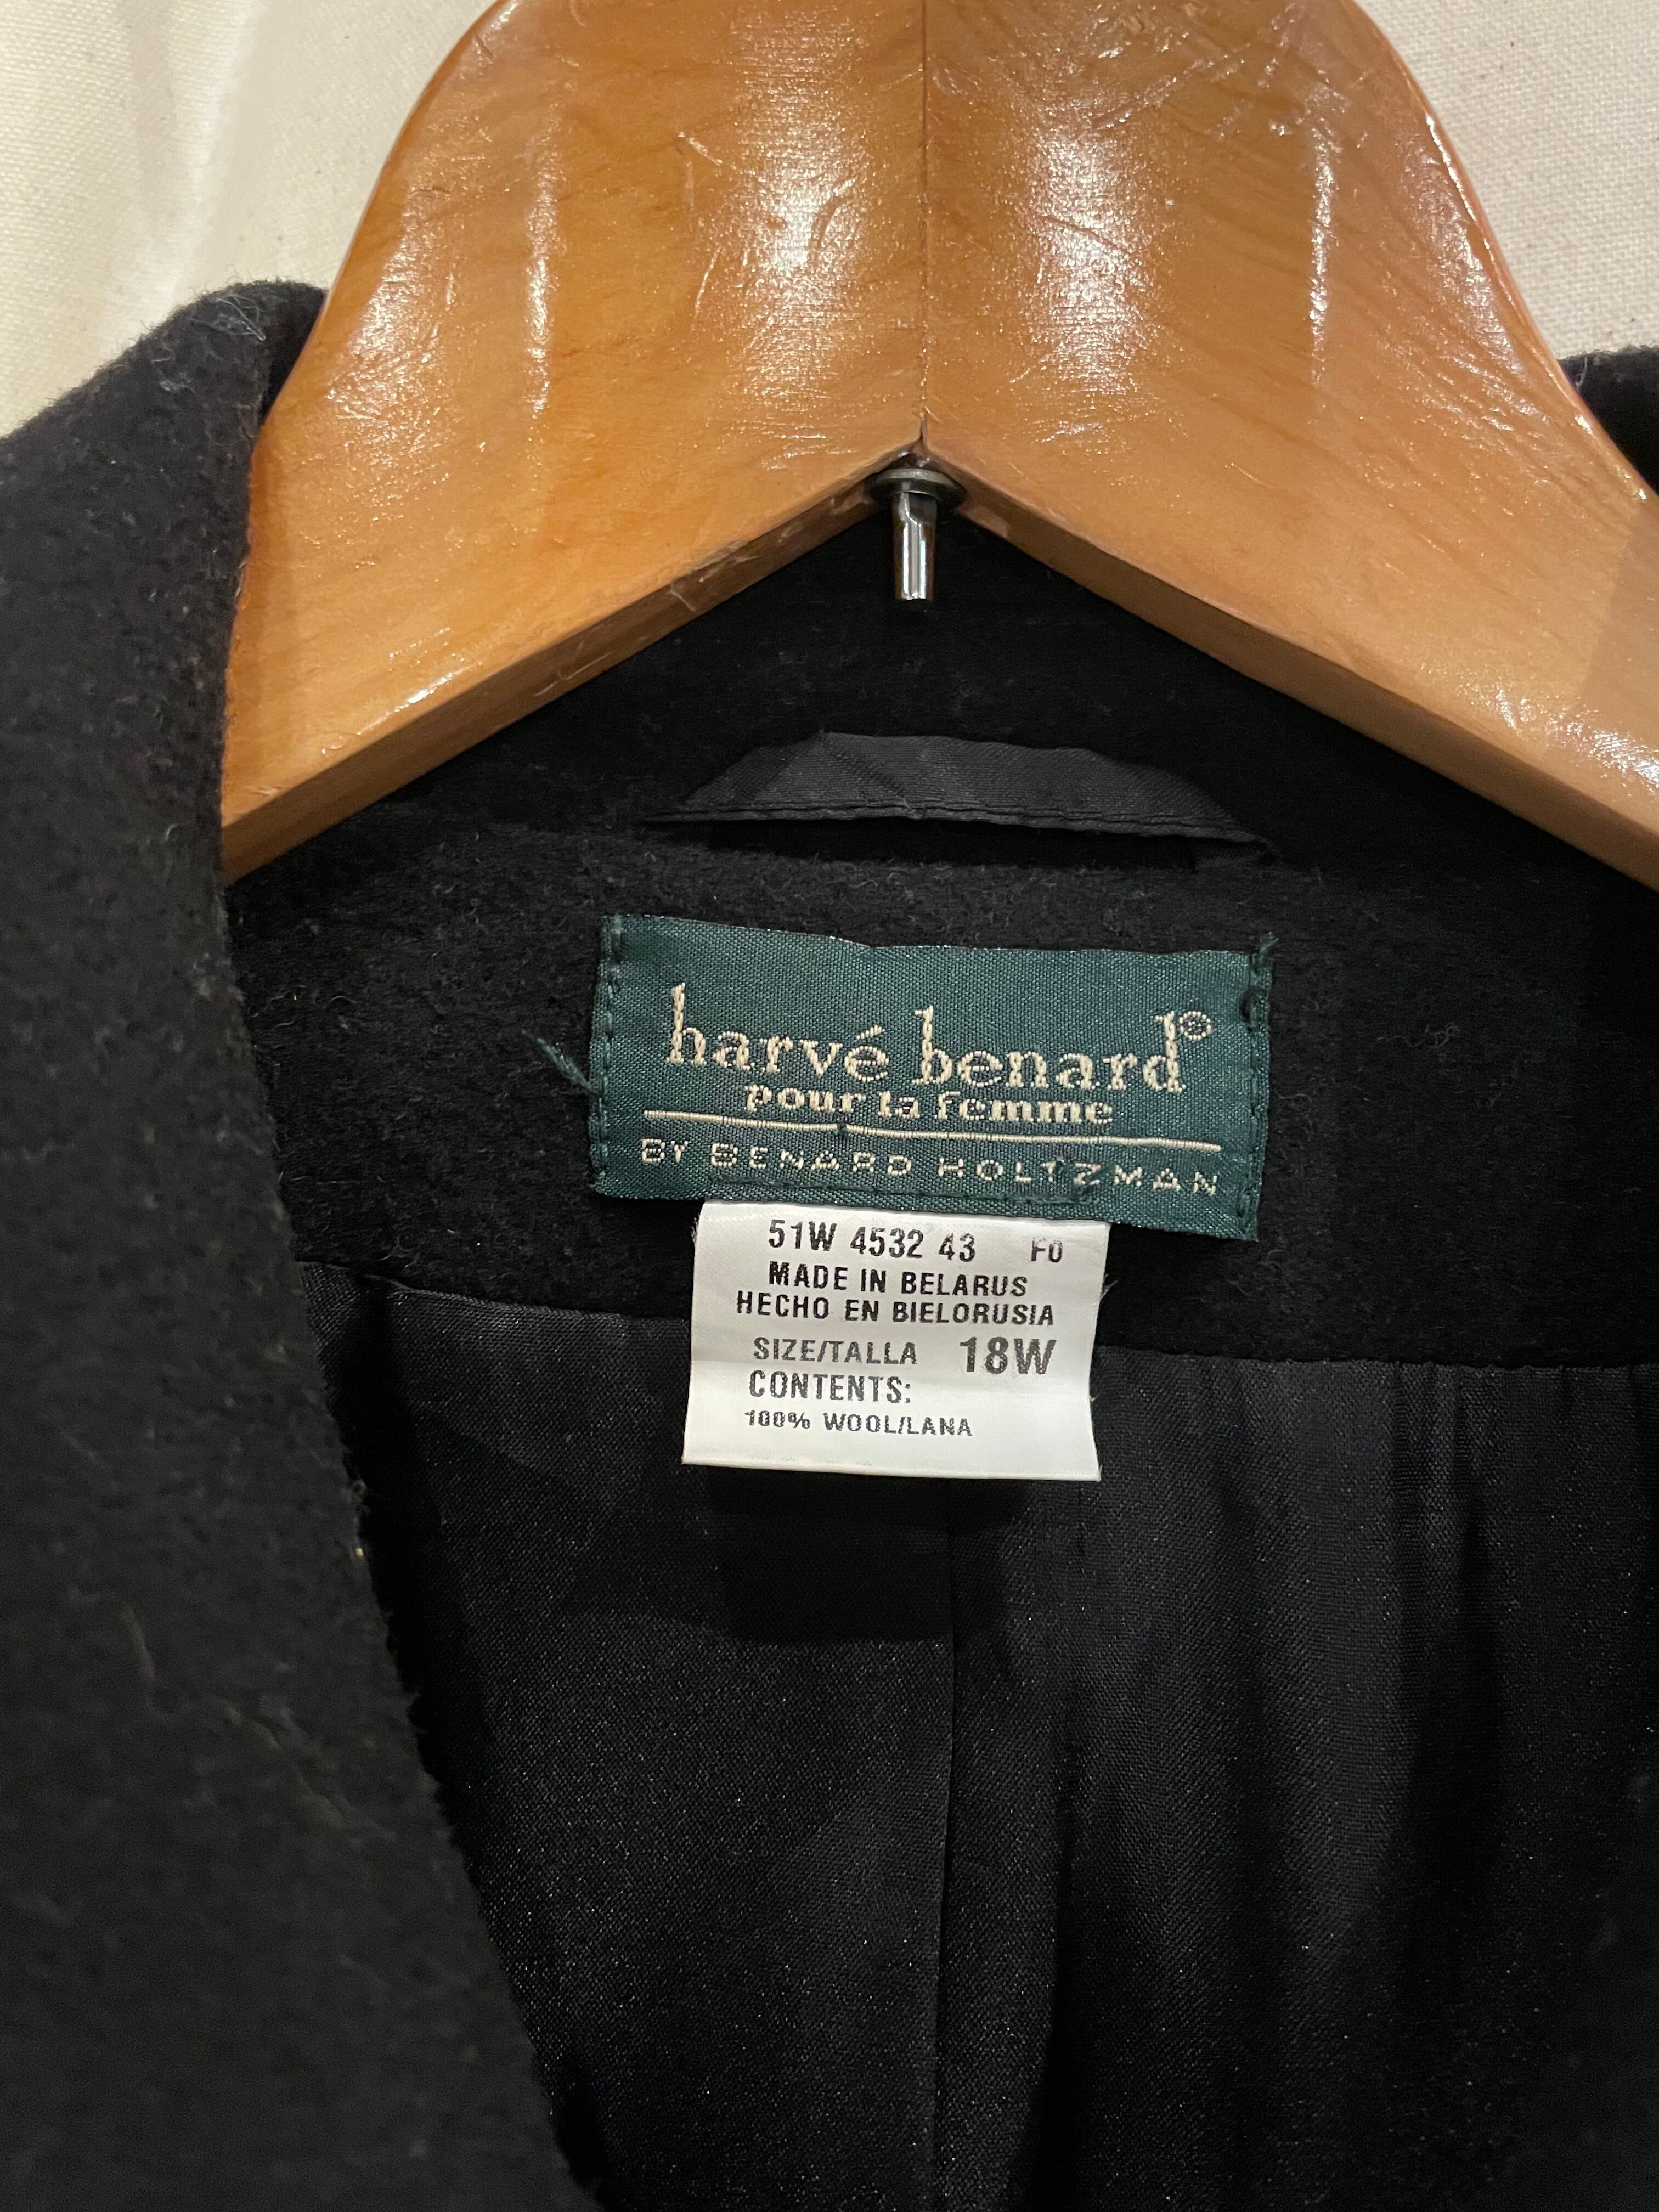 harvé benard®
pour la femme
BY BENARD HOLTZMAN
51W 4532 43 F0
MADE IN BELARUS
HECHO EN BIELORUSIA
SIZE/TALLA 18W
CONTENTS:
100% WOOL/LANA